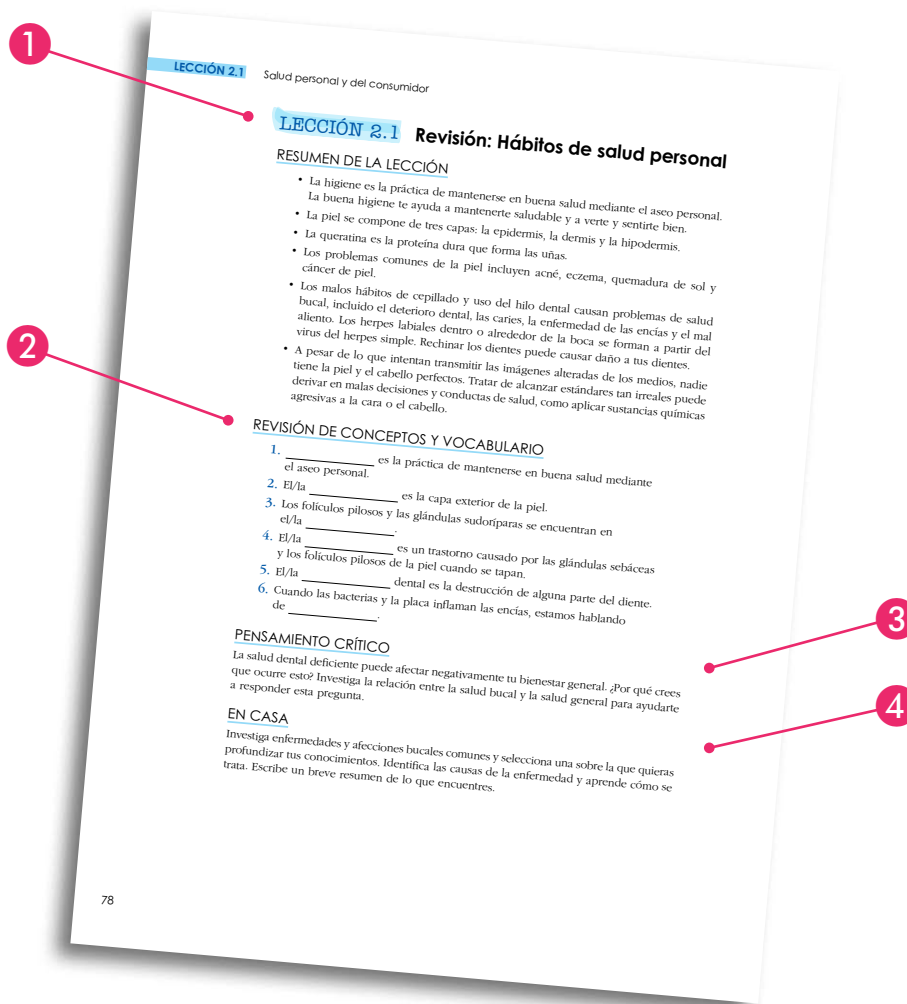 1
LECCIÓN 2.1 Salud personal y del consumidor
LECCIÓN 2.1 Revisión: Hábitos de salud personal
RESUMEN DE LA LECCIÓN
• La higiene es la práctica de mantenerse en buena salud mediante el aseo personal.
La buena higiene te ayuda a mantenerte saludable y a verte y sentirte bien.
• La piel se compone de tres capas: la epidermis, la dermis y la hipodermis.
• La queratina es la proteína dura que forma las uñas.
• Los problemas comunes de la piel incluyen acné, eczema, quemadura de sol y
cáncer de piel.
• Los malos hábitos de cepillado y uso del hilo dental causan problemas de salud
bucal, incluido el deterioro dental, las caries, la enfermedad de las encías y el mal
aliento. Los herpes labiales dentro o alrededor de la boca se forman a partir del
virus del herpes simple. Rechinar los dientes puede causar daño a tus dientes.
• A pesar de lo que intentan transmitir las imágenes alteradas de los medios, nadie
tiene la piel y el cabello perfectos. Tratar de alcanzar estándares tan irreales puede
derivar en malas decisiones y conductas de salud, como aplicar sustancias químicas
agresivas a la cara o el cabello.
2
REVISIÓN DE CONCEPTOS Y VOCABULARIO
1. ____________ es la práctica de mantenerse en buena salud mediante
el aseo personal.
2. El/la ____________ es la capa exterior de la piel.
3. Los folículos pilosos y las glándulas sudoríparas se encuentran en
el/la ____________.
4. El/la ____________ es un trastorno causado por las glándulas sebáceas
y los folículos pilosos de la piel cuando se tapan.
5. El/la ____________ dental es la destrucción de alguna parte del diente.
6. Cuando las bacterias y la placa inflaman las encías, estamos hablando
de ____________.
3
PENSAMIENTO CRÍTICO
La salud dental deficiente puede afectar negativamente tu bienestar general. ¿Por qué crees
que ocurre esto? Investiga la relación entre la salud bucal y la salud general para ayudarte
a responder esta pregunta.
4
EN CASA
Investiga enfermedades y afecciones bucales comunes y selecciona una sobre la que quieras
profundizar tus conocimientos. Identifica las causas de la enfermedad y aprende cómo se
trata. Escribe un breve resumen de lo que encuentres.
78